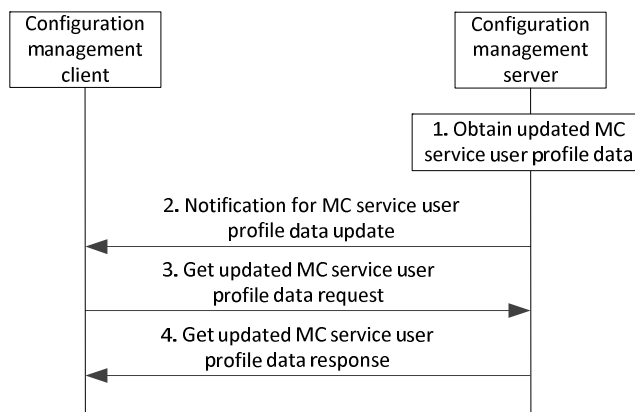 Configuration
management
client
Configuration
management
server
1. Obtain updated MC
service user profile data
2. Notification for MC service user
profile data update
3. Get updated MC service user
profile data request
4. Get updated MC service user
profile data response